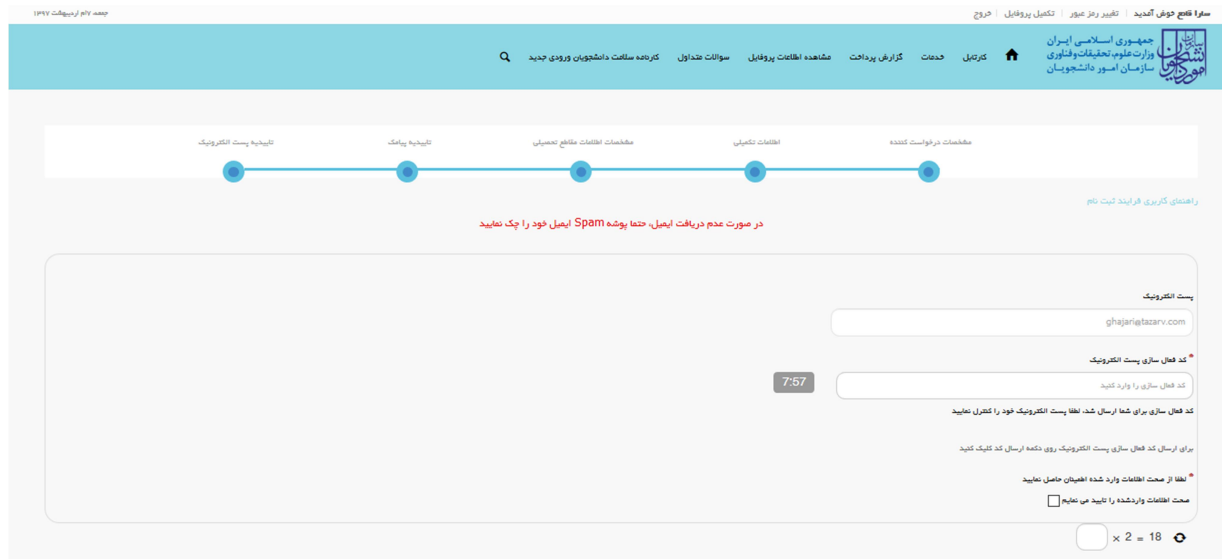 سارا قامع خوش آمدید | تغییر رمز عبور | تکمیل پروفایل | خروج
جمعه، ۷ام اردیبهشت ۱۳۹۷
جمهوری اسلامی ایران
وزارت علوم، تحقیقات و فناوری
سازمان امور دانشجویان
کارتابل خدمات گزارش پرداخت مشاهده اطلاعات پروفایل سوالات متداول کارنامه سلامت دانشجویان ورودی جدید
مشخصات درخواست کننده اطلاعات تکمیلی مشخصات اطلاعات مقاطع تحصیلی تاییدیه پیامک تاییدیه پست الکترونیک
راهنمای کاربری فرایند ثبت نام
در صورت عدم دریافت ایمیل، حتما پوشه Spam ایمیل خود را چک نمایید
پست الکترونیک
ghajari@tazarv.com
* کد فعال سازی پست الکترونیک
کد فعال سازی را وارد کنید
7:57
کد فعال سازی برای شما ارسال شد، لطفا پست الکترونیک خود را کنترل نمایید
برای ارسال کد فعال سازی پست الکترونیک روی دکمه ارسال کد کلیک کنید
* لطفا از صحت اطلاعات وارد شده اطمینان حاصل نمایید
صحت اطلاعات واردشده را تایید می نمایم
× 2 = 18